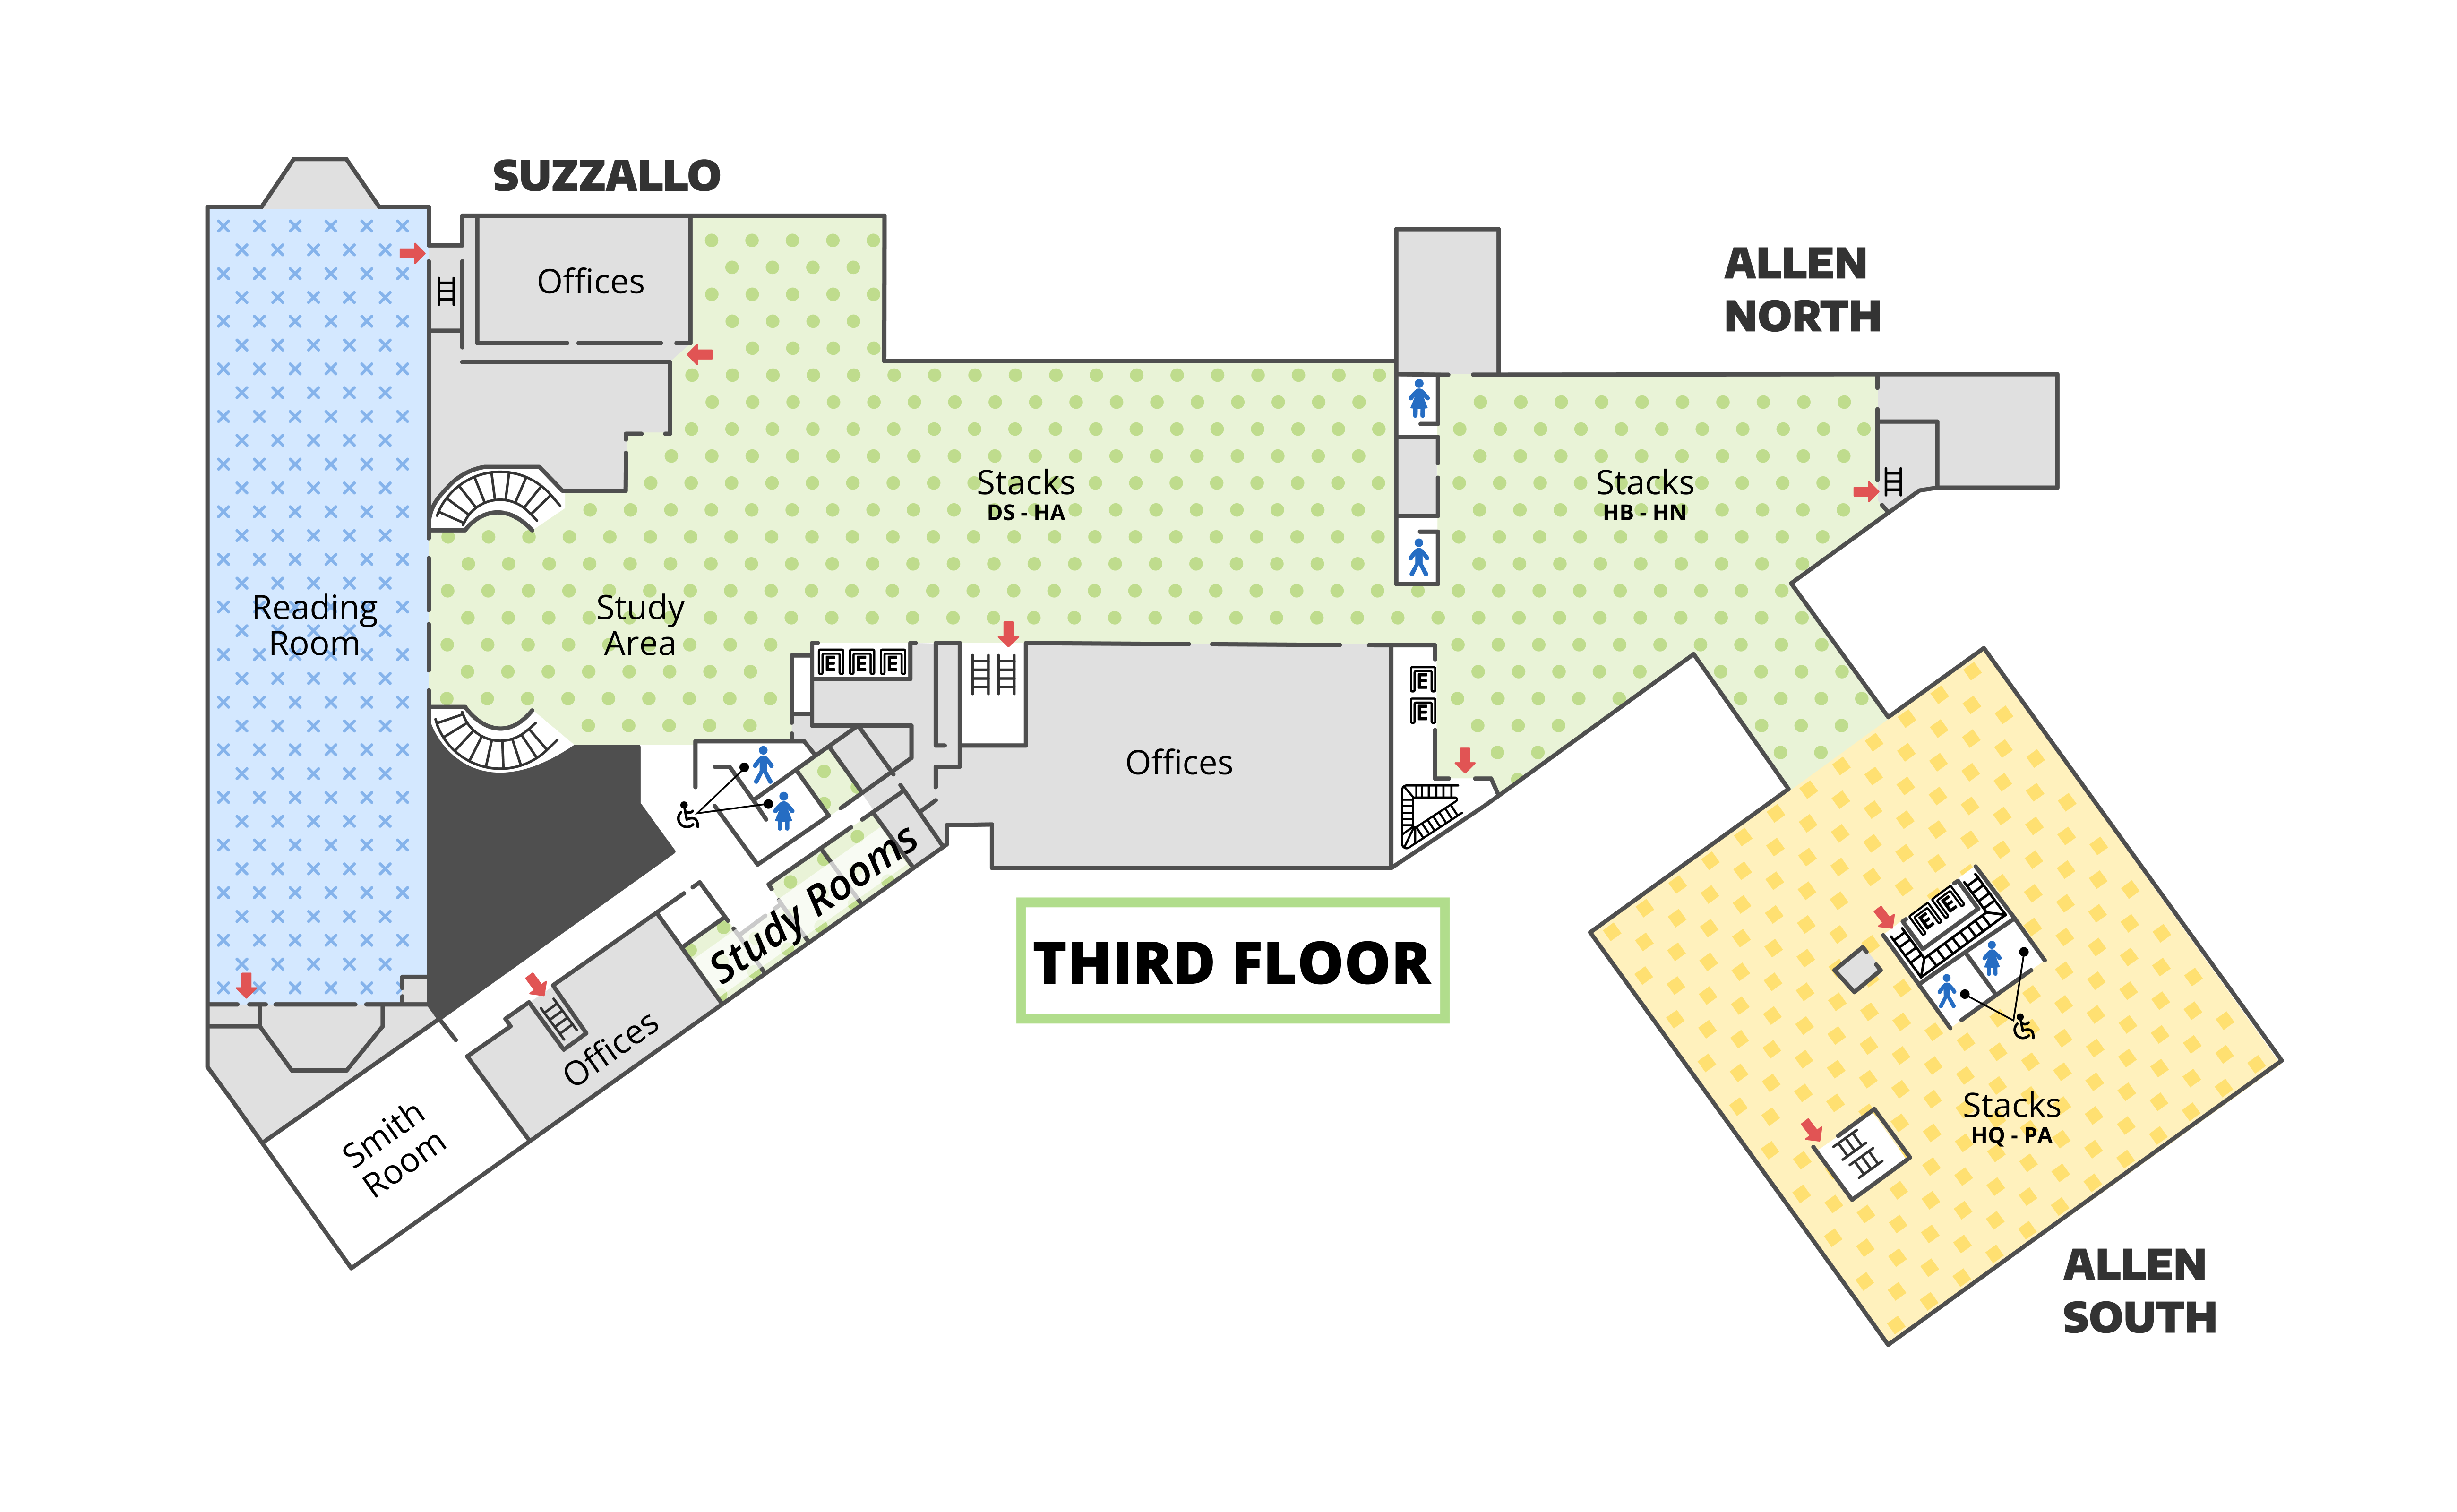 SUZZALLO
ALLEN
NORTH
Offices
Stacks
DS - HA
Stacks
HB - HN
Reading
Room
Study
Area
E E E
E
E
Offices
Study Rooms
THIRD FLOOR
E E
Offices
Smith
Room
Stacks
HQ - PA
ALLEN
SOUTH